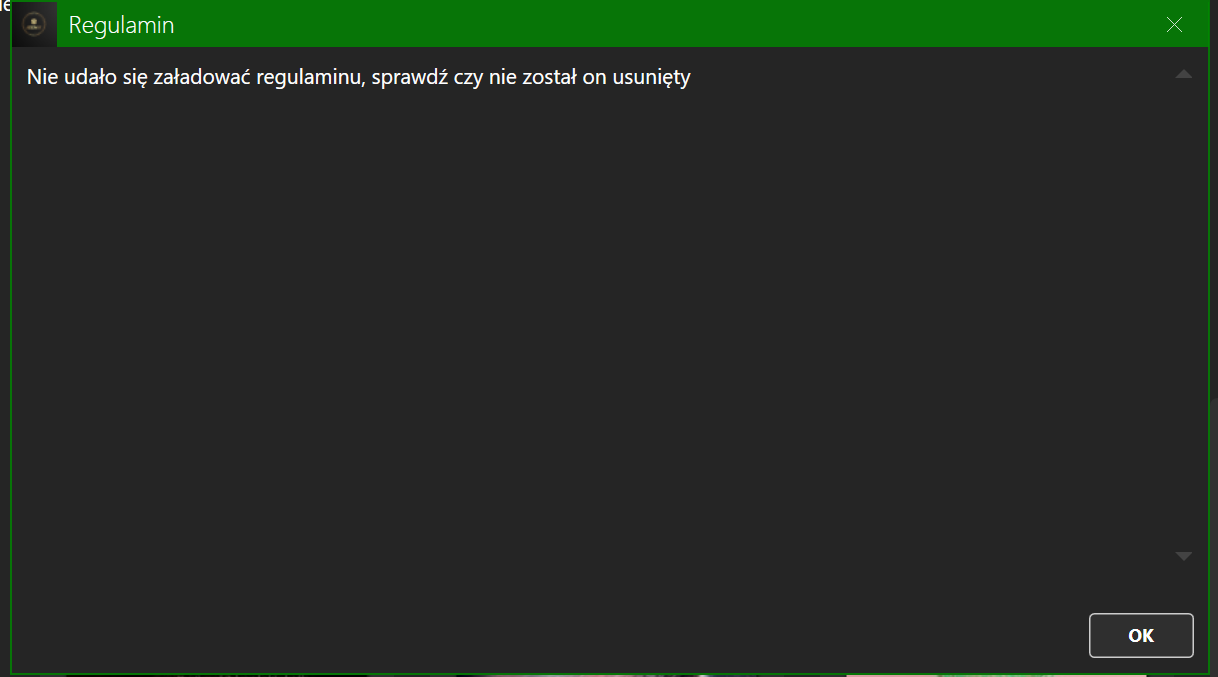 Regulamin
Nie udało się załadować regulaminu, sprawdź czy nie został on usunięty
OK